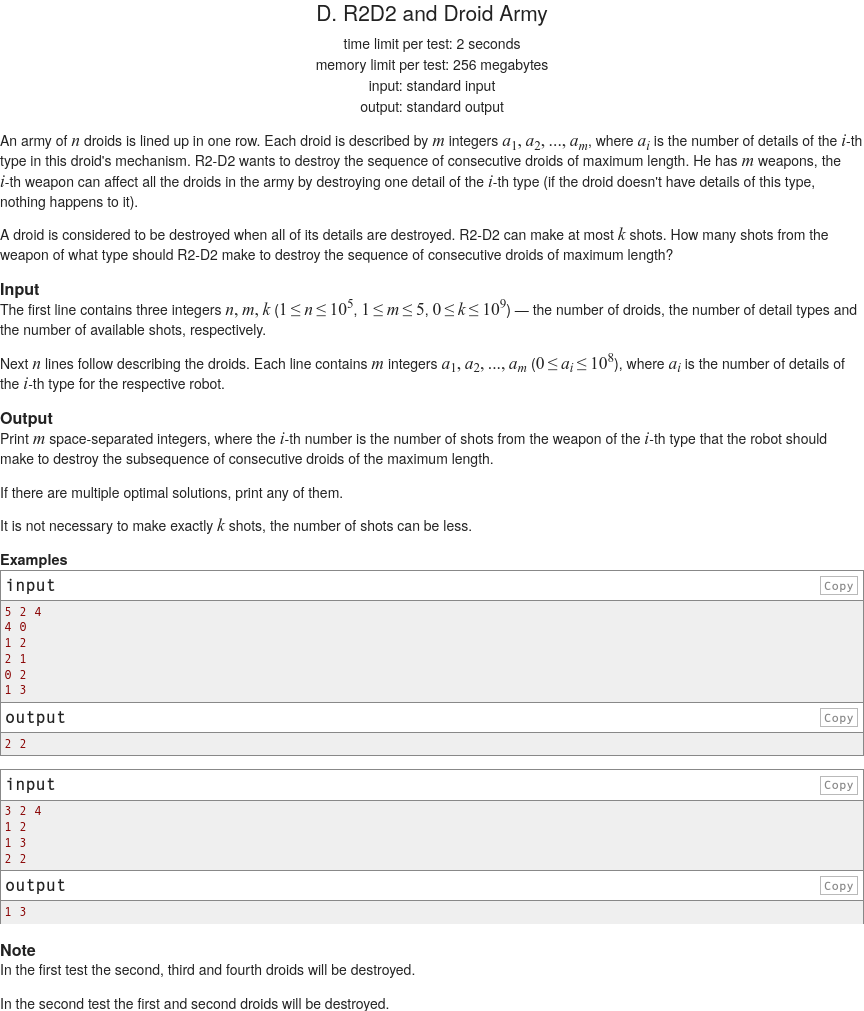 D. R2D2 and Droid Army
time limit per test: 2 seconds
memory limit per test: 256 megabytes
input: standard input
output: standard output
An army of n droids is lined up in one row. Each droid is described by m integers a1, a2, ..., am, where ai is the number of details of the i-th
type in this droid's mechanism. R2-D2 wants to destroy the sequence of consecutive droids of maximum length. He has m weapons, the
i-th weapon can affect all the droids in the army by destroying one detail of the i-th type (if the droid doesn't have details of this type,
nothing happens to it).
A droid is considered to be destroyed when all of its details are destroyed. R2-D2 can make at most k shots. How many shots from the
weapon of what type should R2-D2 make to destroy the sequence of consecutive droids of maximum length?
Input
The first line contains three integers n, m, k (1 ≤ n ≤ 10^5, 1 ≤ m ≤ 5, 0 ≤ k ≤ 10^9) — the number of droids, the number of detail types and
the number of available shots, respectively.
Next n lines follow describing the droids. Each line contains m integers a1, a2, ..., am (0 ≤ ai ≤ 10^8), where ai is the number of details of
the i-th type for the respective robot.
Output
Print m space-separated integers, where the i-th number is the number of shots from the weapon of the i-th type that the robot should
make to destroy the subsequence of consecutive droids of the maximum length.
If there are multiple optimal solutions, print any of them.
It is not necessary to make exactly k shots, the number of shots can be less.
Examples
input Copy
5 2 4
4 0
1 2
2 1
0 2
1 3
output Copy
2 2
input Copy
3 2 4
1 2
1 3
2 2
output Copy
1 3
Note
In the first test the second, third and fourth droids will be destroyed.
In the second test the first and second droids will be destroyed.